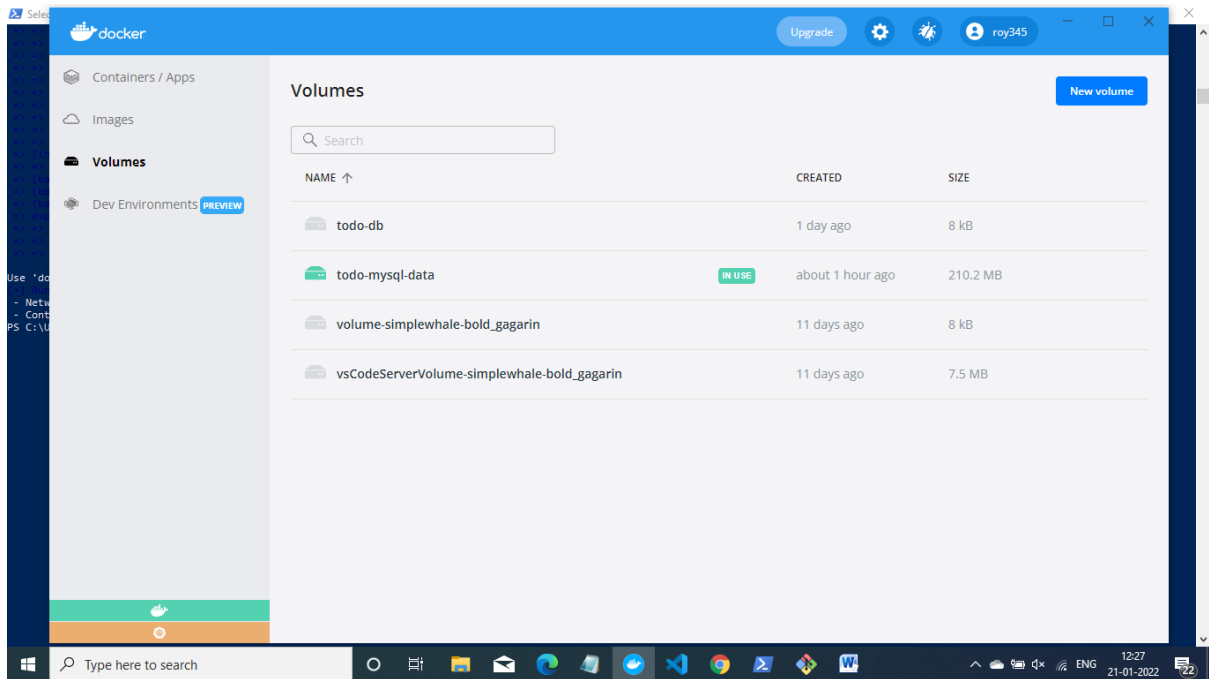 Selec
docker
Upgrade
roy345
Containers / Apps
Images
Volumes
Dev Environments PREVIEW
Volumes
New volume
Search
NAME CREATED SIZE
todo-db 1 day ago 8 kB
todo-mysql-data IN USE about 1 hour ago 210.2 MB
volume-simplewhale-bold_gagarin 11 days ago 8 kB
vsCodeServerVolume-simplewhale-bold_gagarin 11 days ago 7.5 MB
Use 'do
- Netw
- Cont
PS C:\U
Type here to search
ENG
12:27
21-01-2022
22